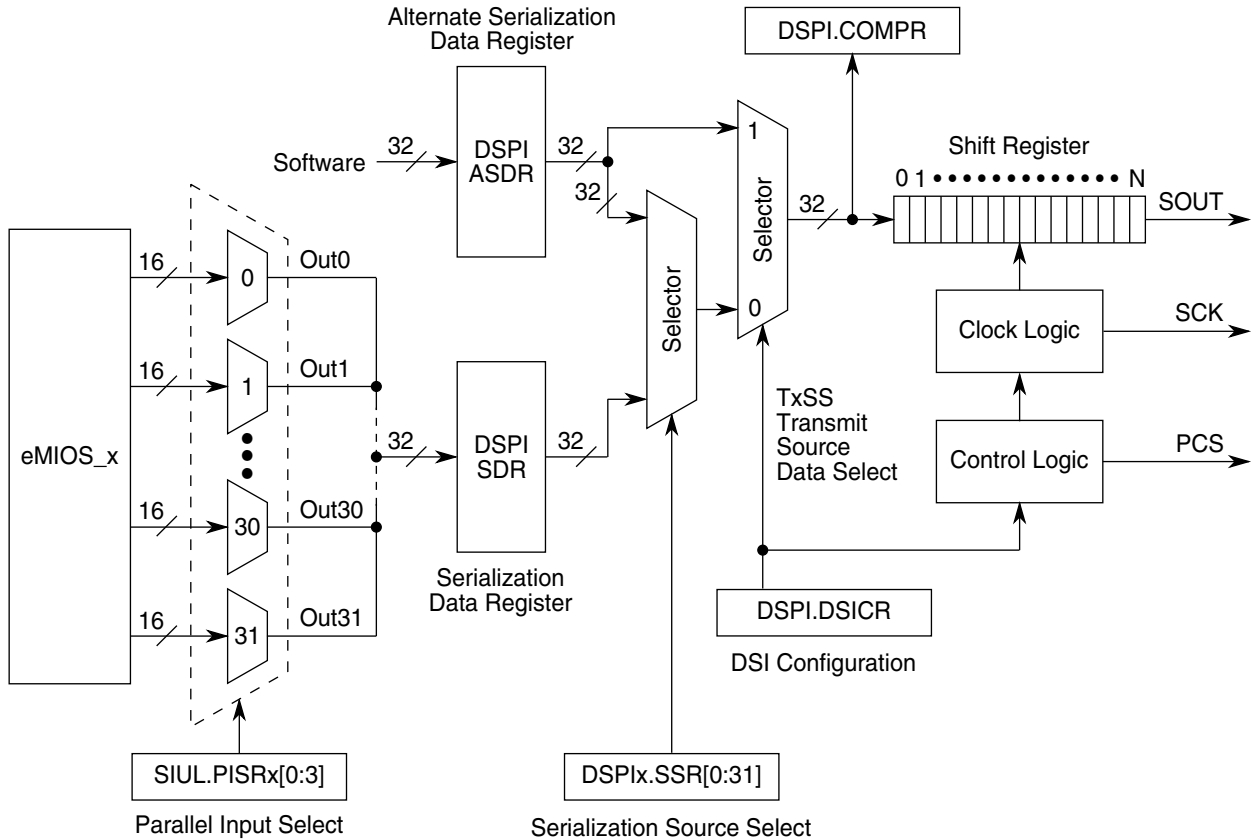 Alternate Serialization
Data Register
DSPI.COMPR
Software
32
DSPI
ASDR
32
32
1
Selector
0
32
Shift Register
0 1 N
SOUT
eMIOS_x
16
0
Out0
16
1
Out1
16
30
Out30
16
31
Out31
32
DSPI
SDR
32
Selector
Serialization
Data Register
TxSS
Transmit
Source
Data Select
Clock Logic
SCK
Control Logic
PCS
DSPI.DSICR
DSI Configuration
SIUL.PISRx[0:3]
Parallel Input Select
DSPIx.SSR[0:31]
Serialization Source Select